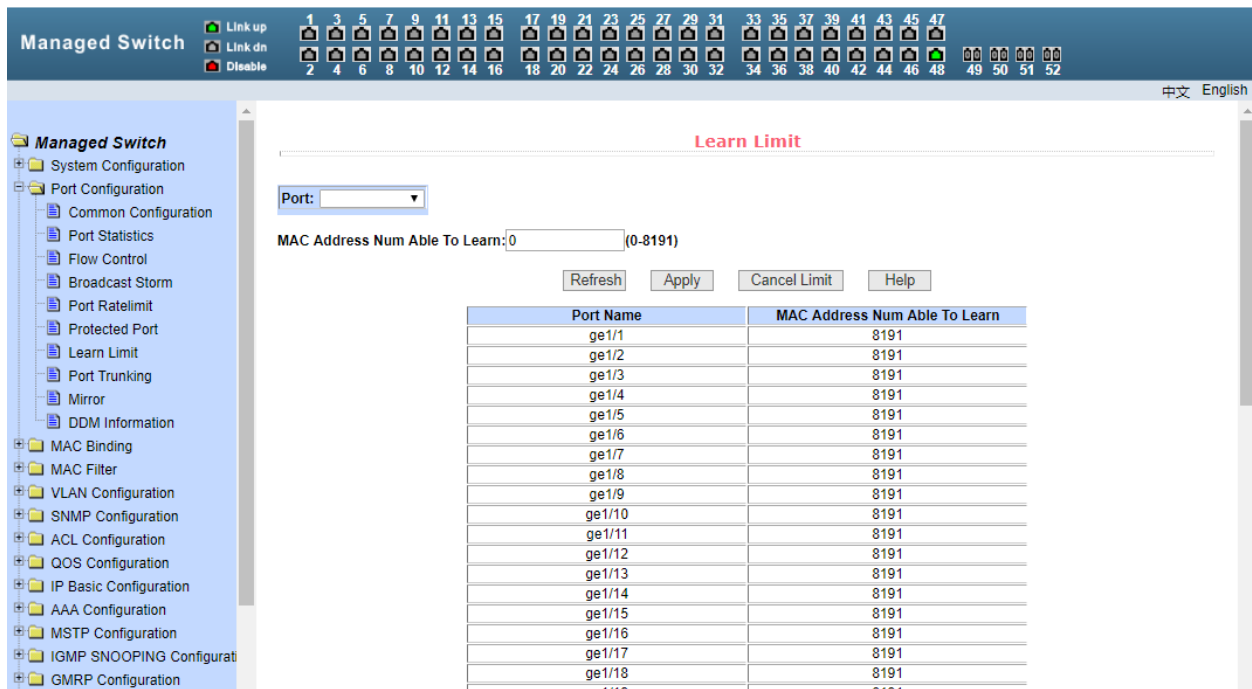 Managed Switch
Link up
Link dn
Disable
1 3 5 7 9 11 13 15 17 19 21 23 25 27 29 31 33 35 37 39 41 43 45 47
2 4 6 8 10 12 14 16 18 20 22 24 26 28 30 32 34 36 38 40 42 44 46 48 49 50 51 52
中文 English
Managed Switch
System Configuration
Port Configuration
Common Configuration
Port Statistics
Flow Control
Broadcast Storm
Port Ratelimit
Protected Port
Learn Limit
Port Trunking
Mirror
DDM Information
MAC Binding
MAC Filter
VLAN Configuration
SNMP Configuration
ACL Configuration
QOS Configuration
IP Basic Configuration
AAA Configuration
MSTP Configuration
IGMP SNOOPING Configurati
GMRP Configuration
Learn Limit
Port:
MAC Address Num Able To Learn: 0 (0-8191)
Refresh Apply Cancel Limit Help
Port Name MAC Address Num Able To Learn
ge1/1 8191
ge1/2 8191
ge1/3 8191
ge1/4 8191
ge1/5 8191
ge1/6 8191
ge1/7 8191
ge1/8 8191
ge1/9 8191
ge1/10 8191
ge1/11 8191
ge1/12 8191
ge1/13 8191
ge1/14 8191
ge1/15 8191
ge1/16 8191
ge1/17 8191
ge1/18 8191